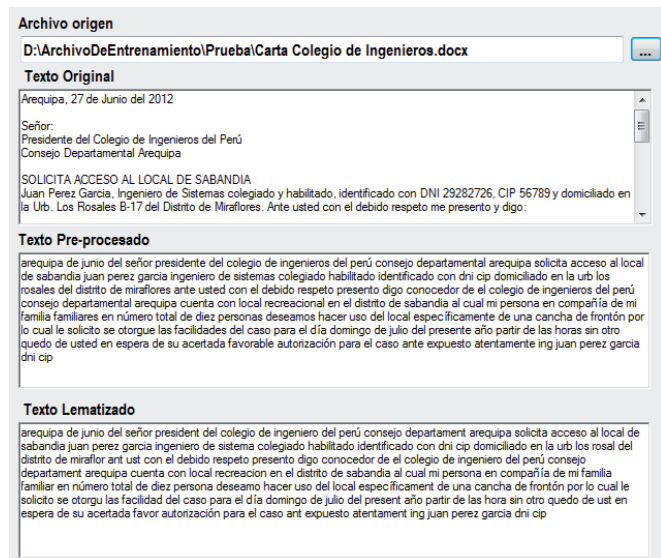 Archivo origen
D:\ArchivoDeEntrenamiento\Prueba\Carta Colegio de Ingenieros.docx
...
Texto Original
Arequipa, 27 de Junio del 2012
Señor:
Presidente del Colegio de Ingenieros del Perú
Consejo Departamental Arequipa
SOLICITA ACCESO AL LOCAL DE SABANDIA
Juan Perez Garcia, Ingeniero de Sistemas colegiado y habilitado, identificado con DNI 29282726, CIP 56789 y domiciliado en
la Urb. Los Rosales B-17 del Distrito de Miraflores. Ante usted con el debido respeto me presento y digo:
Texto Pre-procesado
arequipa de junio del señor presidente del colegio de ingenieros del perú consejo departamental arequipa solicita acceso al local
de sabandia juan perez garcia ingeniero de sistemas colegiado habilitado identificado con dni cip domiciliado en la urb los
rosales del distrito de miraflores ante usted con el debido respeto presento digo conocedor de el colegio de ingenieros del perú
consejo departamental arequipa cuenta con local recreacional en el distrito de sabandia al cual mi persona en compañía de mi
familia familiares en número total de diez personas deseamos hacer uso del local específicamente de una cancha de frontón por
lo cual le solicito se otorgue las facilidades del caso para el día domingo de julio del presente año partir de las horas sin otro
quedo de usted en espera de su acertada favorable autorización para el caso ante expuesto atentamente ing juan perez garcia
dni cip
Texto Lematizado
arequipa de junio del señor president del colegio de ingeniero del perú consejo departament arequipa solicita acceso al local de
sabandia juan perez garcia ingeniero de sistema colegiado habilitado identificado con dni cip domiciliado en la urb los rosal del
distrito de miraflor ant ust con el debido respeto presento digo conocedor de el colegio de ingeniero del perú consejo
departament arequipa cuenta con local recreacion en el distrito de sabandia al cual mi persona en compañía de mi familia
familiar en número total de diez persona deseamo hacer uso del local específicament de una cancha de frontón por lo cual le
solicito se otorgu las facilidad del caso para el día domingo de julio del present año partir de las hora sin otro quedo de ust en
espera de su acertada favor autorización para el caso ant expuesto atentament ing juan perez garcia dni cip